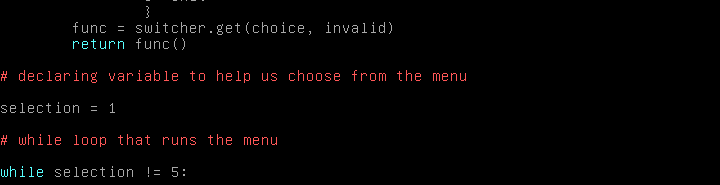 }
func = switcher.get(choice, invalid)
return func()
# declaring variable to help us choose from the menu
selection = 1
# while loop that runs the menu
while selection != 5: